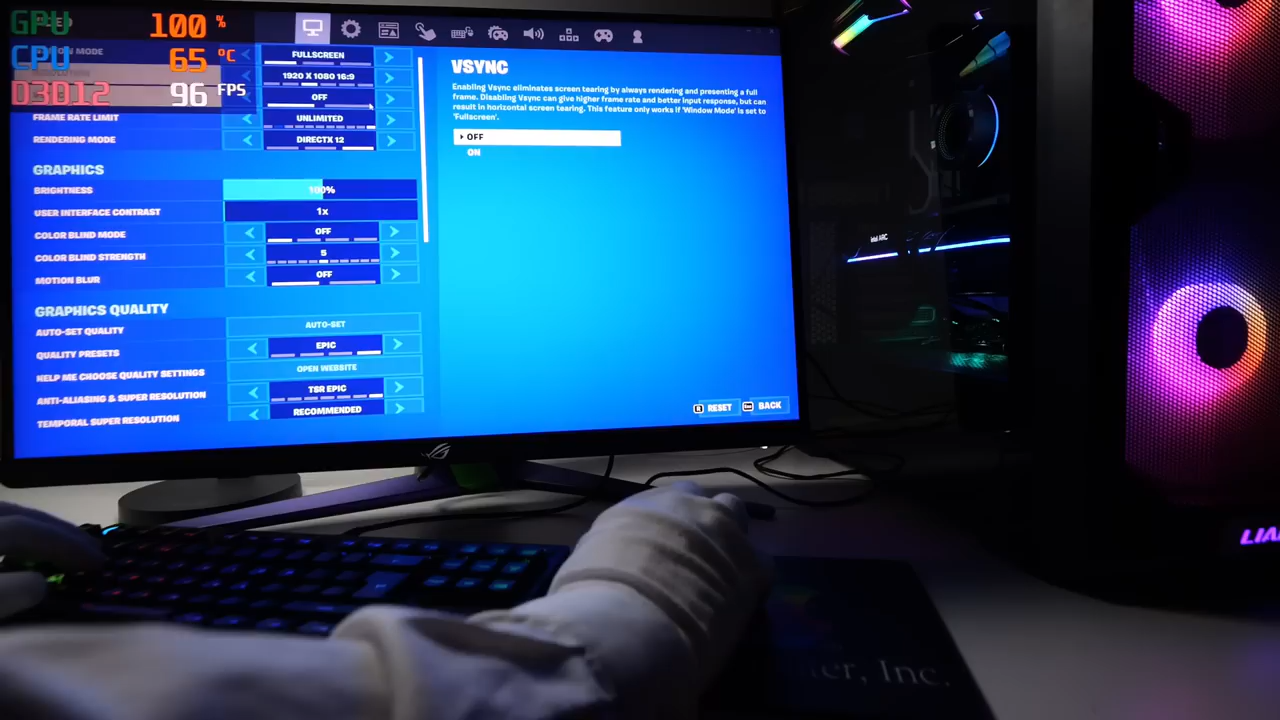 GPU 100 %
CPU 65 °C
D3D12 96 FPS
FULLSCREEN
1920 X 1080 16:9
OFF
FRAME RATE LIMIT UNLIMITED
RENDERING MODE DIRECTX 12
GRAPHICS
BRIGHTNESS 100%
USER INTERFACE CONTRAST 1x
COLOR BLIND MODE OFF
COLOR BLIND STRENGTH 5
MOTION BLUR OFF
GRAPHICS QUALITY
AUTO-SET QUALITY AUTO-SET
QUALITY PRESETS EPIC
HELP ME CHOOSE QUALITY SETTINGS OPEN WEBSITE
ANTI-ALIASING & SUPER RESOLUTION TSR EPIC
TEMPORAL SUPER RESOLUTION RECOMMENDED
VSYNC
Enabling Vsync eliminates screen tearing by always rendering and presenting a full
frame. Disabling Vsync can give higher frame rate and better input response, but can
result in horizontal screen tearing. This feature only works if 'Window Mode' is set to
'Fullscreen'.
OFF
ON
RESET
BACK
intel ARC
, Inc.